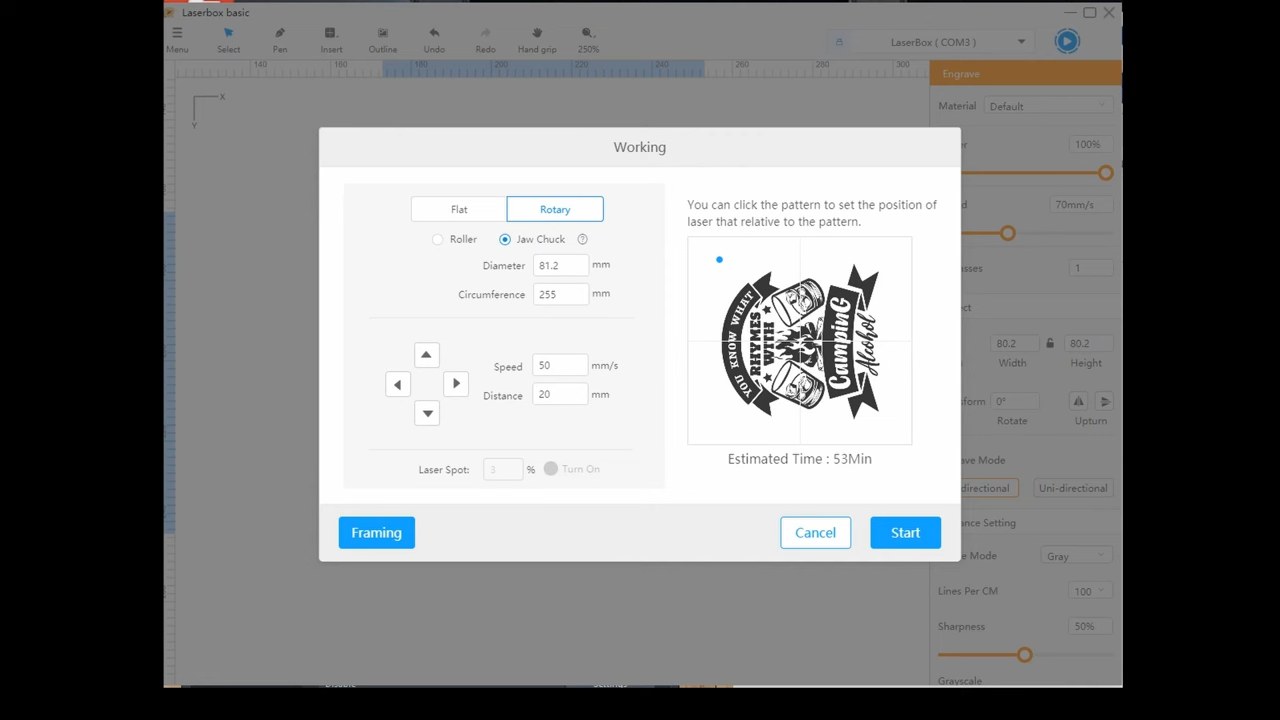 Laserbox basic
Menu
Select
Pen
Insert
Outline
Undo
Redo
Hand grip
250%
LaserBox ( COM3 )
140
180
200
220
240
260
280
300
X
Y
Engrave
Material
Default
100%
70mm/s
1
80.2
80.2
Width
Height
0°
Rotate
Upturn
Uni-directional
Gray
Lines Per CM
100
Sharpness
50%
Grayscale
Working
Flat
Rotary
Roller
Jaw Chuck
?
Diameter
81.2
mm
Circumference
255
mm
Speed
50
mm/s
Distance
20
mm
Laser Spot:
3
%
Turn On
You can click the pattern to set the position of
laser that relative to the pattern.
YOU KNOW WHAT
RHYMES
WITH
CAMPING
Alcohol
Estimated Time : 53Min
Framing
Cancel
Start